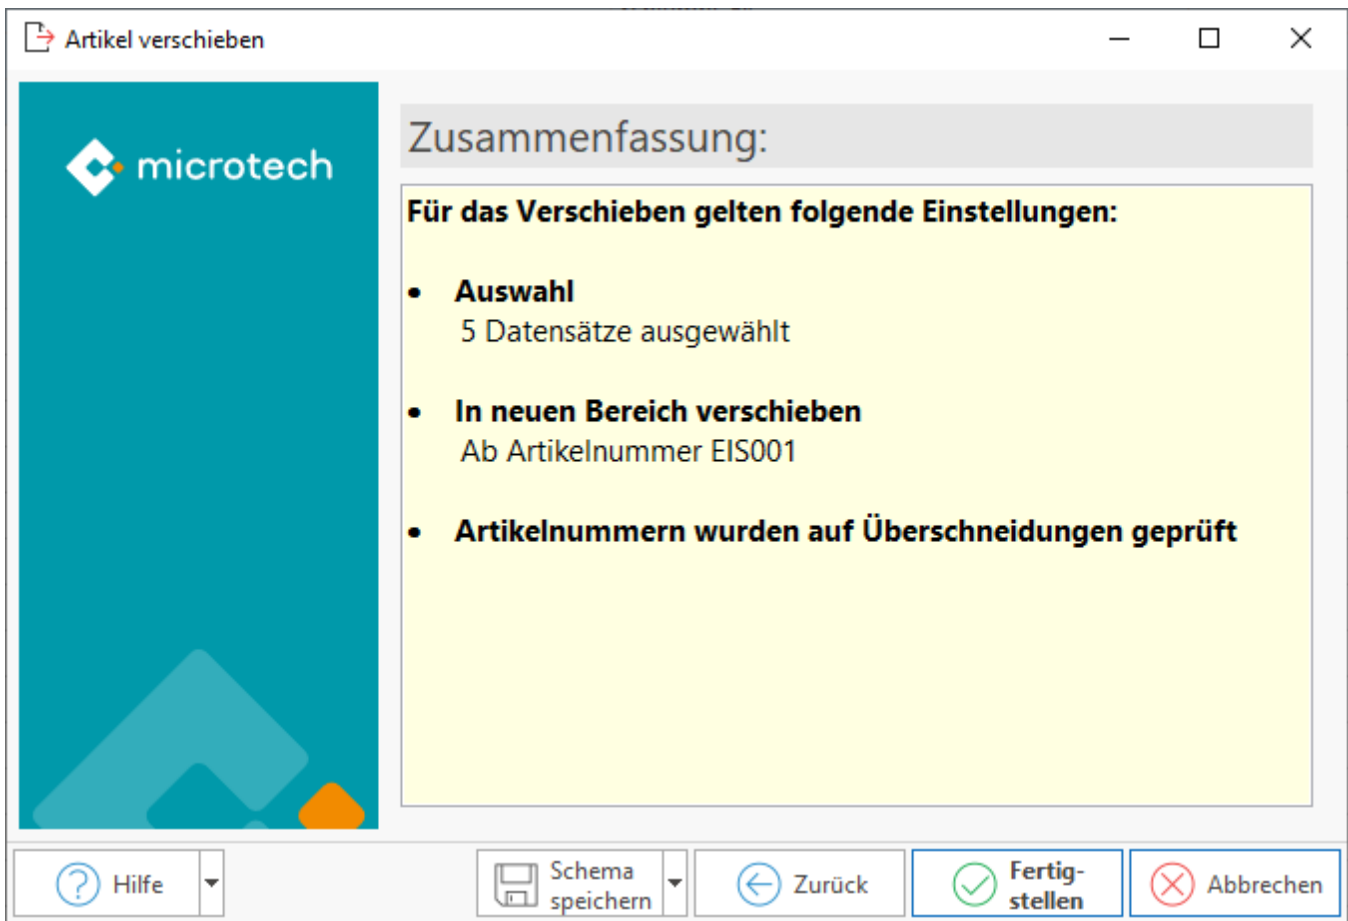 Artikel verschieben
microtech
Zusammenfassung:
Für das Verschieben gelten folgende Einstellungen:
• Auswahl
5 Datensätze ausgewählt
• In neuen Bereich verschieben
Ab Artikelnummer EIS001
• Artikelnummern wurden auf Überschneidungen geprüft
Hilfe
Schema
speichern
Zurück
Fertig-
stellen
Abbrechen